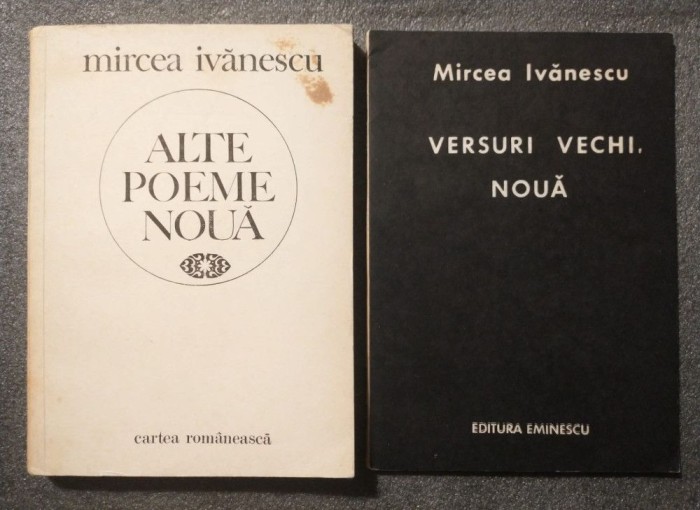 mircea ivănescu
ALTE
POEME
NOUĂ
cartea românească
Mircea Ivănescu
VERSURI VECHI,
NOUĂ
EDITURA EMINESCU